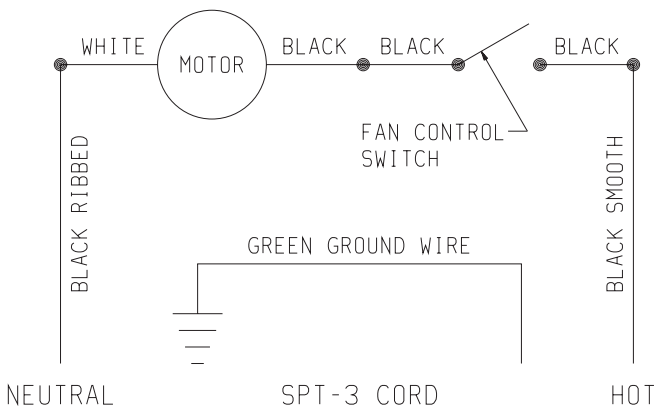 WHITE
MOTOR
BLACK
BLACK
BLACK
FAN CONTROL
SWITCH
BLACK RIBBED
BLACK SMOOTH
GREEN GROUND WIRE
NEUTRAL
SPT-3 CORD
HOT